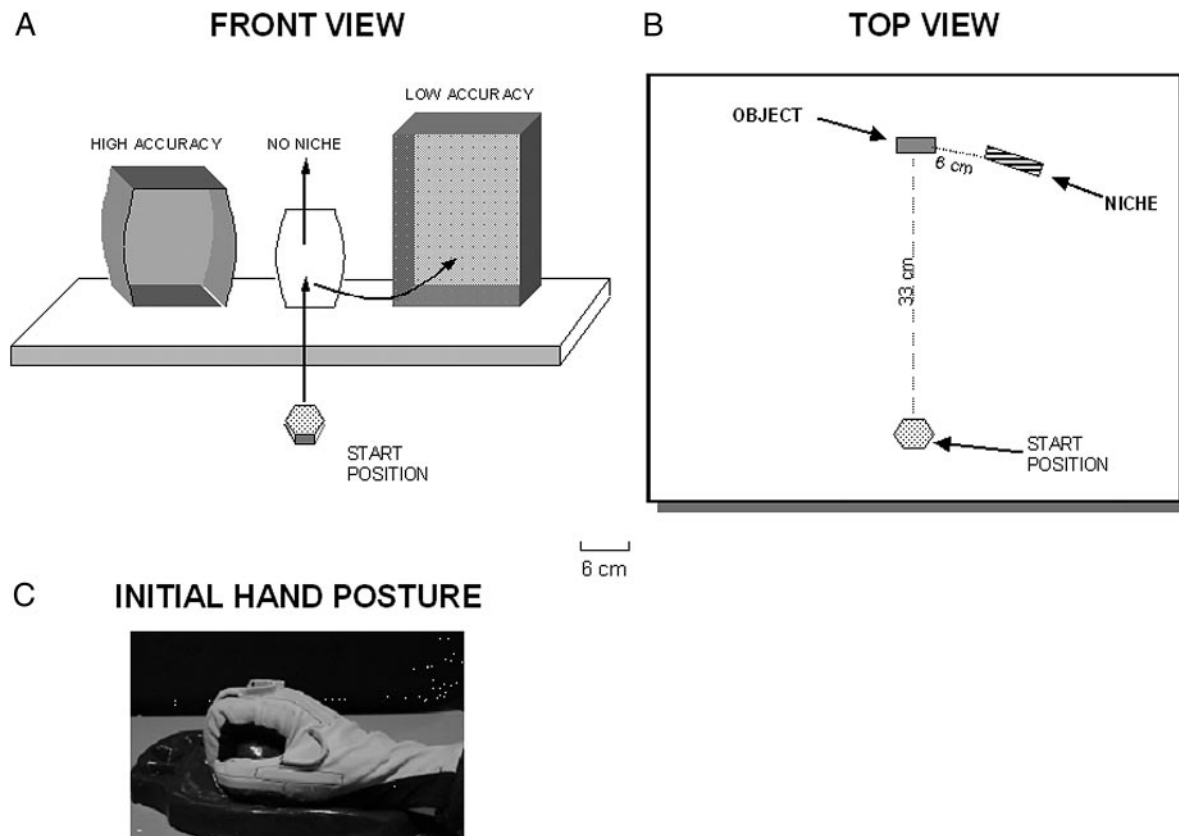 A
FRONT VIEW
HIGH ACCURACY
NO NICHE
LOW ACCURACY
START
POSITION
B
TOP VIEW
OBJECT
6 cm
NICHE
33 cm
START
POSITION
6 cm
C
INITIAL HAND POSTURE